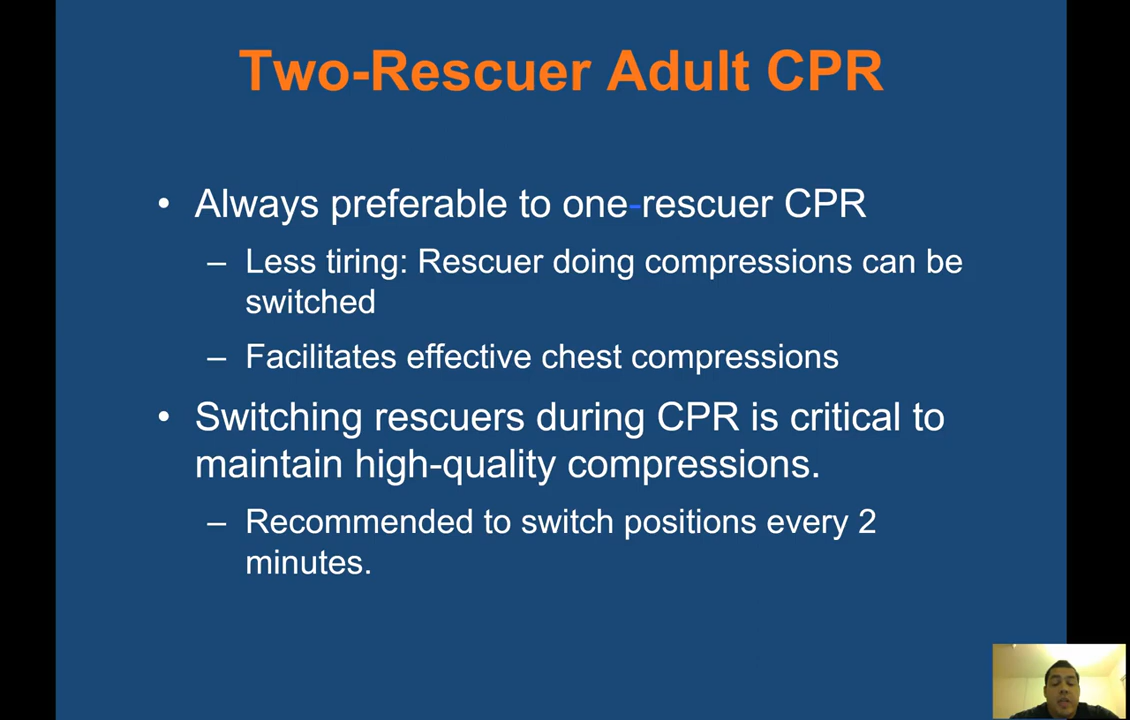 Two-Rescuer Adult CPR
• Always preferable to one-rescuer CPR
– Less tiring: Rescuer doing compressions can be
switched
– Facilitates effective chest compressions
• Switching rescuers during CPR is critical to
maintain high-quality compressions.
– Recommended to switch positions every 2
minutes.